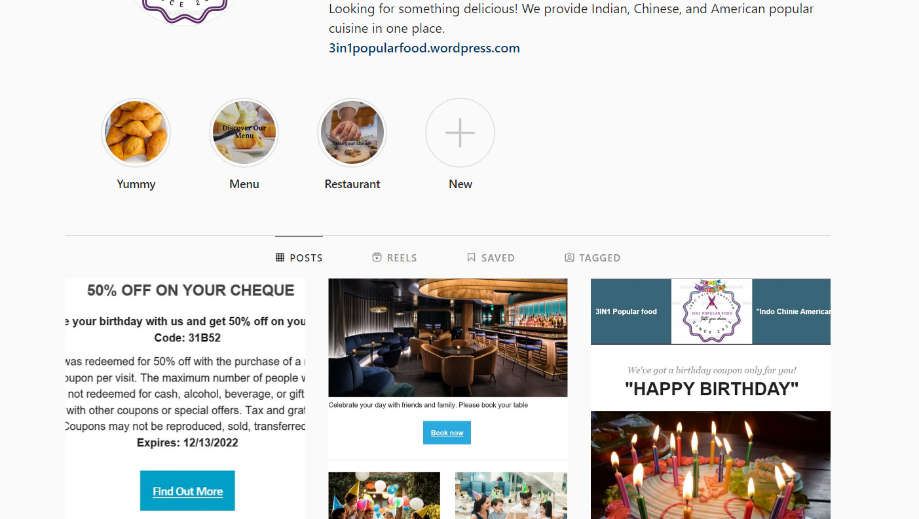 Looking for something delicious! We provide Indian, Chinese, and American popular
cuisine in one place.
3in1popularfood.wordpress.com
Discover Our
Menu
Yummy
Menu
Restaurant
New
POSTS
REELS
SAVED
TAGGED
50% OFF ON YOUR CHEQUE
e your birthday with us and get 50% off on you
Code: 31B52
was redeemed for 50% off with the purchase of a
oupon per visit. The maximum number of people w
not redeemed for cash, alcohol, beverage, or gift
with other coupons or special offers. Tax and grat
Coupons may not be reproduced, sold, transferred
Expires: 12/13/2022
Find Out More
Celebrate your day with friends and family. Please book your table
Book now
3IN1 Popular food
"Indo Chinie American
We've got a birthday coupon only for you!
"HAPPY BIRTHDAY"